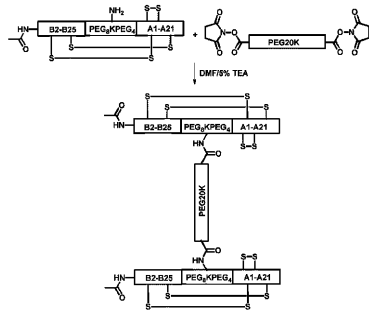 NH₂
S-S
O
HN
B2-B25 PEG₈KPEG₄ A1-A21
S S
S S
+
O O
N-O O-N
O O
PEG20K
O O
DMF/5% TEA
S S
S S
O
HN
B2-B25 PEG₈KPEG₄ A1-A21
HN S-S
O
PEG20K
O
HN S-S
O
HN
B2-B25 PEG₈KPEG₄ A1-A21
S S
S S